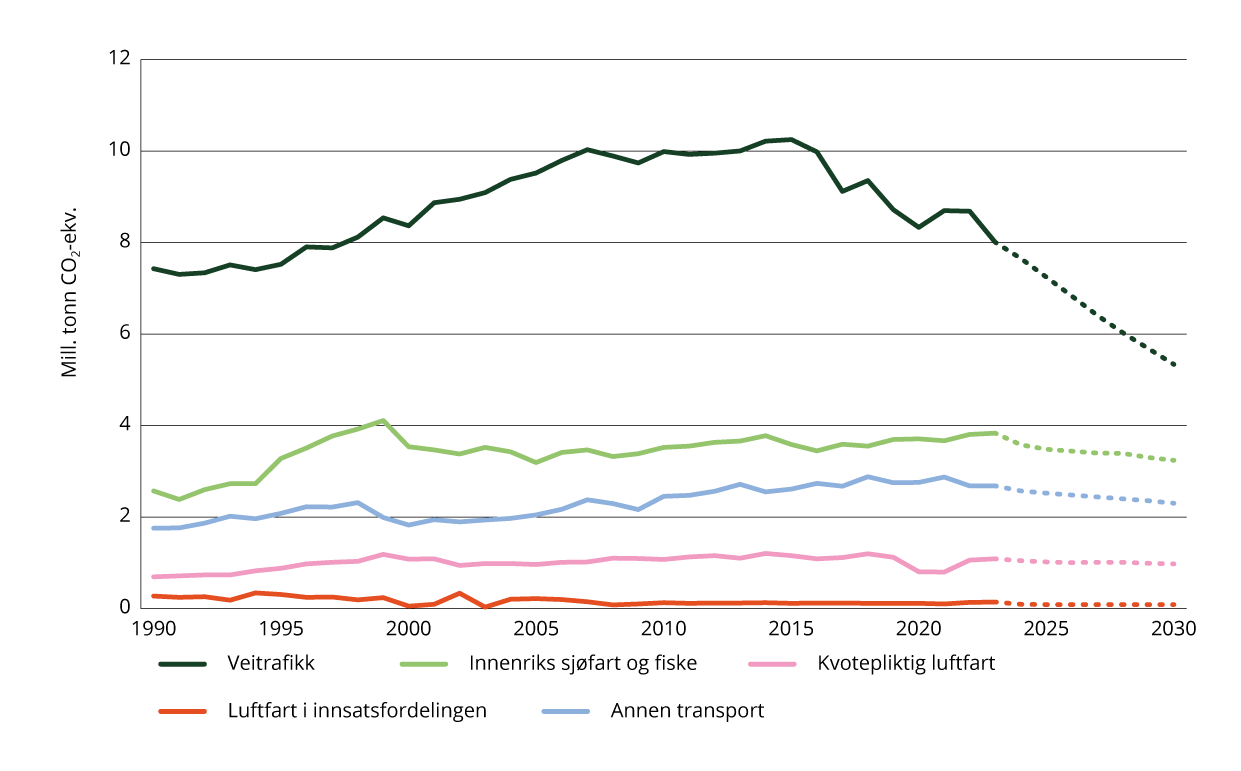 12
10
8
6
4
2
0
Mill. tonn CO₂-ekv.
1990 1995 2000 2005 2010 2015 2020 2025 2030
Veitrafikk Innenriks sjøfart og fiske Kvotepliktig luftfart
Luftfart i innsatsfordelingen Annen transport